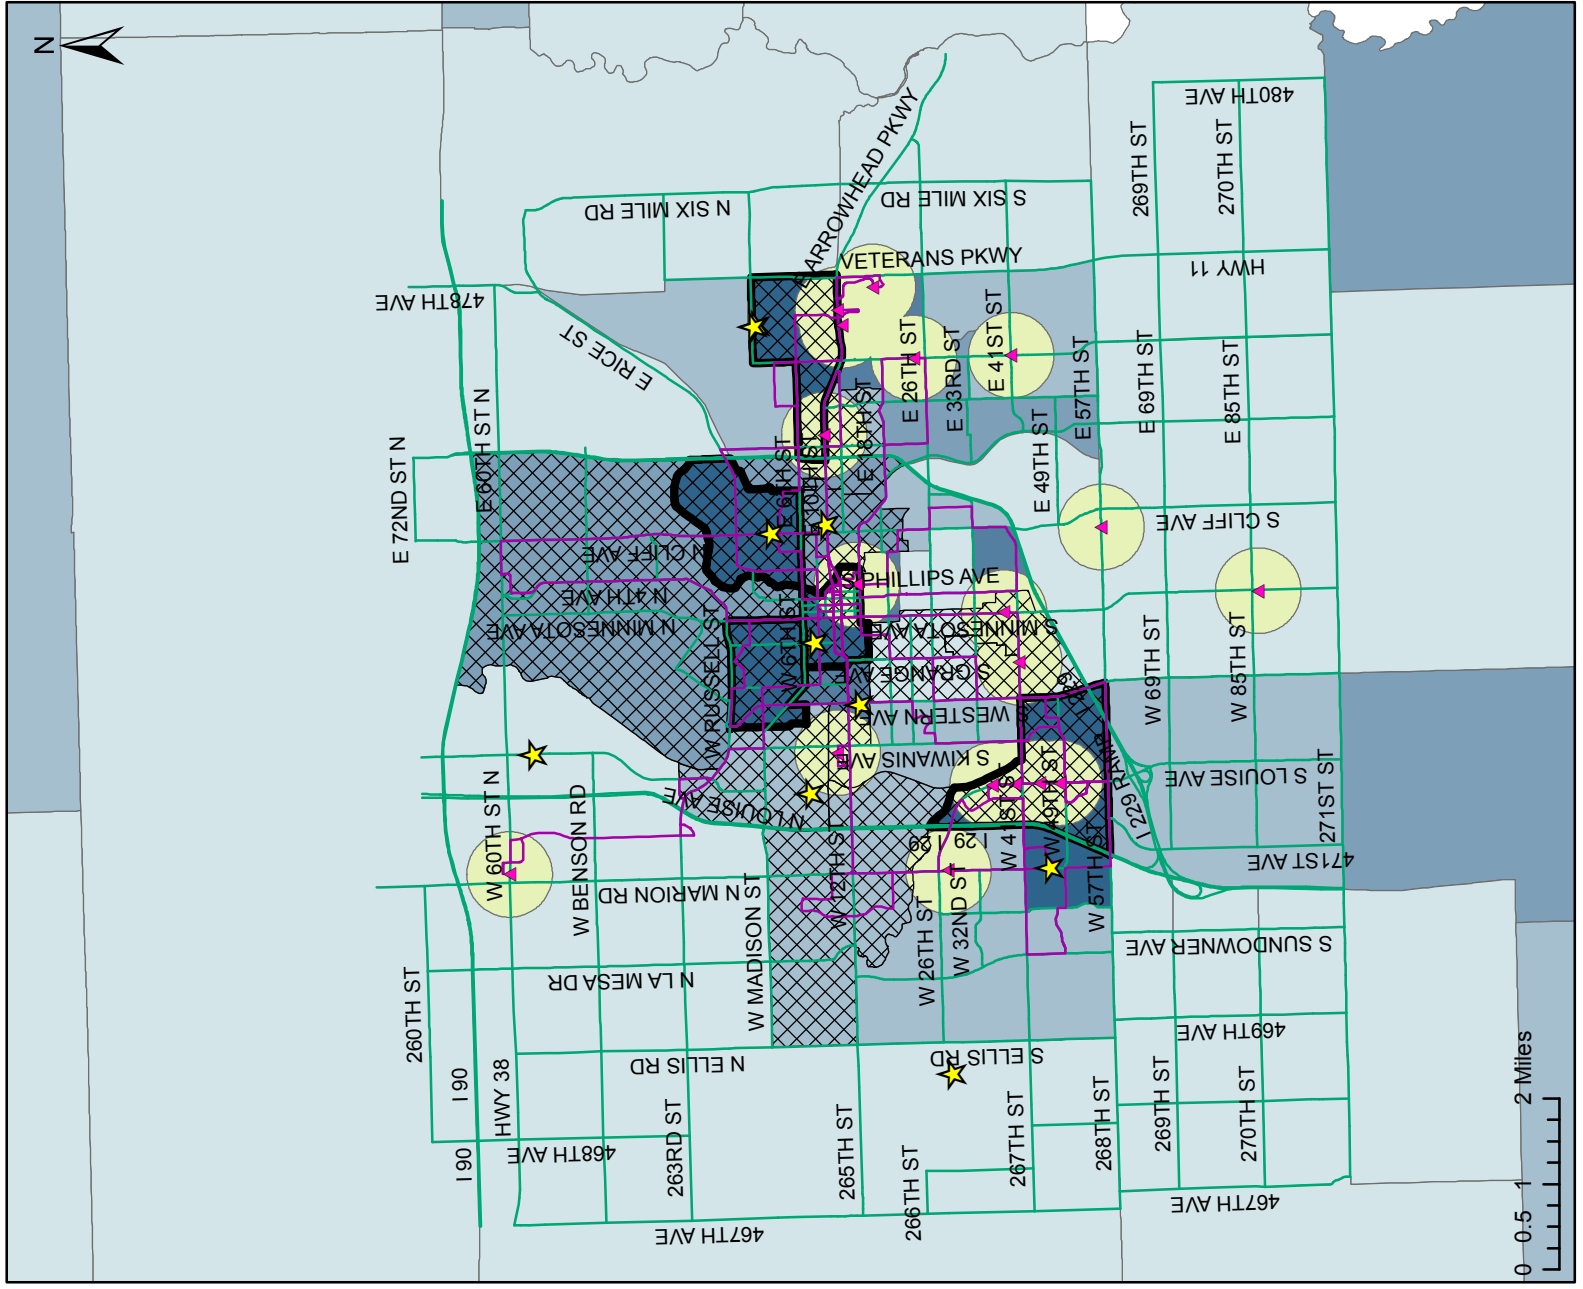 N
480TH AVE
269TH ST
270TH ST
ARROWHEAD PKWY
N SIX MILE RD
S SIX MILE RD
VETERANS PKWY
HWY 11
478TH AVE
E RICE ST
E 26TH ST
E 33RD ST
E 41ST ST
E 57TH ST
E 69TH ST
E 85TH ST
E 60TH ST N
E 72ND ST N
E 6TH ST
E 10TH ST
E 18TH ST
E 49TH ST
S CLIFF AVE
N CLIFF AVE
N 4TH AVE
N MINNESOTA AVE
S PHILLIPS AVE
S MINNESOTA AVE
W RUSSELL ST
W 6TH ST
S GRANGE AVE
I 229
W 69TH ST
W 85TH ST
S WESTERN AVE
S KIWANIS AVE
N LOUISE AVE
W 41ST ST
W 49TH ST
I 229 RAMP
S LOUISE AVE
271ST ST
W 60TH ST N
W BENSON RD
N MARION RD
W MADISON ST
W 12TH ST
I 29
I 29
W 26TH ST
W 32ND ST
W 57TH ST
471ST AVE
260TH ST
N LA MESA DR
S SUNDOWNER AVE
I 90
HWY 38
N ELLIS RD
S ELLIS RD
469TH AVE
I 90
468TH AVE
263RD ST
265TH ST
266TH ST
267TH ST
268TH ST
269TH ST
270TH ST
467TH AVE
467TH AVE
0 0.5 1 2 Miles